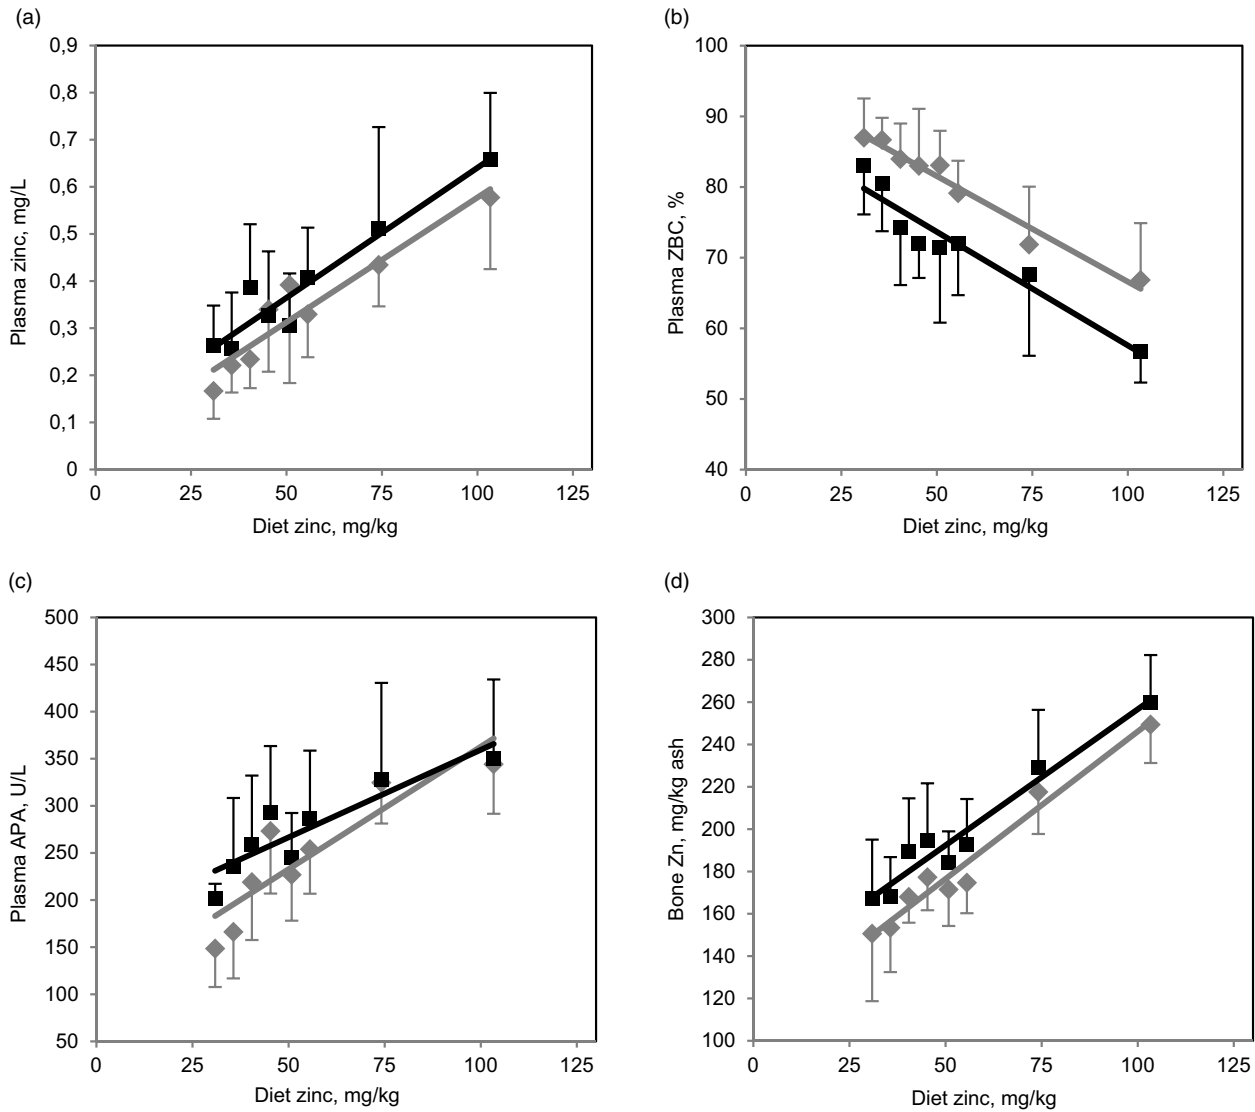 (a)
0,9
0,8
0,7
0,6
0,5
0,4
0,3
0,2
0,1
0
Plasma zinc, mg/L
0 25 50 75 100 125
Diet zinc, mg/kg
(b)
100
90
80
70
60
50
40
Plasma ZBC, %
0 25 50 75 100 125
Diet zinc, mg/kg
(c)
500
450
400
350
300
250
200
150
100
50
Plasma APA, U/L
0 25 50 75 100 125
Diet zinc, mg/kg
(d)
300
280
260
240
220
200
180
160
140
120
100
Bone Zn, mg/kg ash
0 25 50 75 100 125
Diet zinc, mg/kg